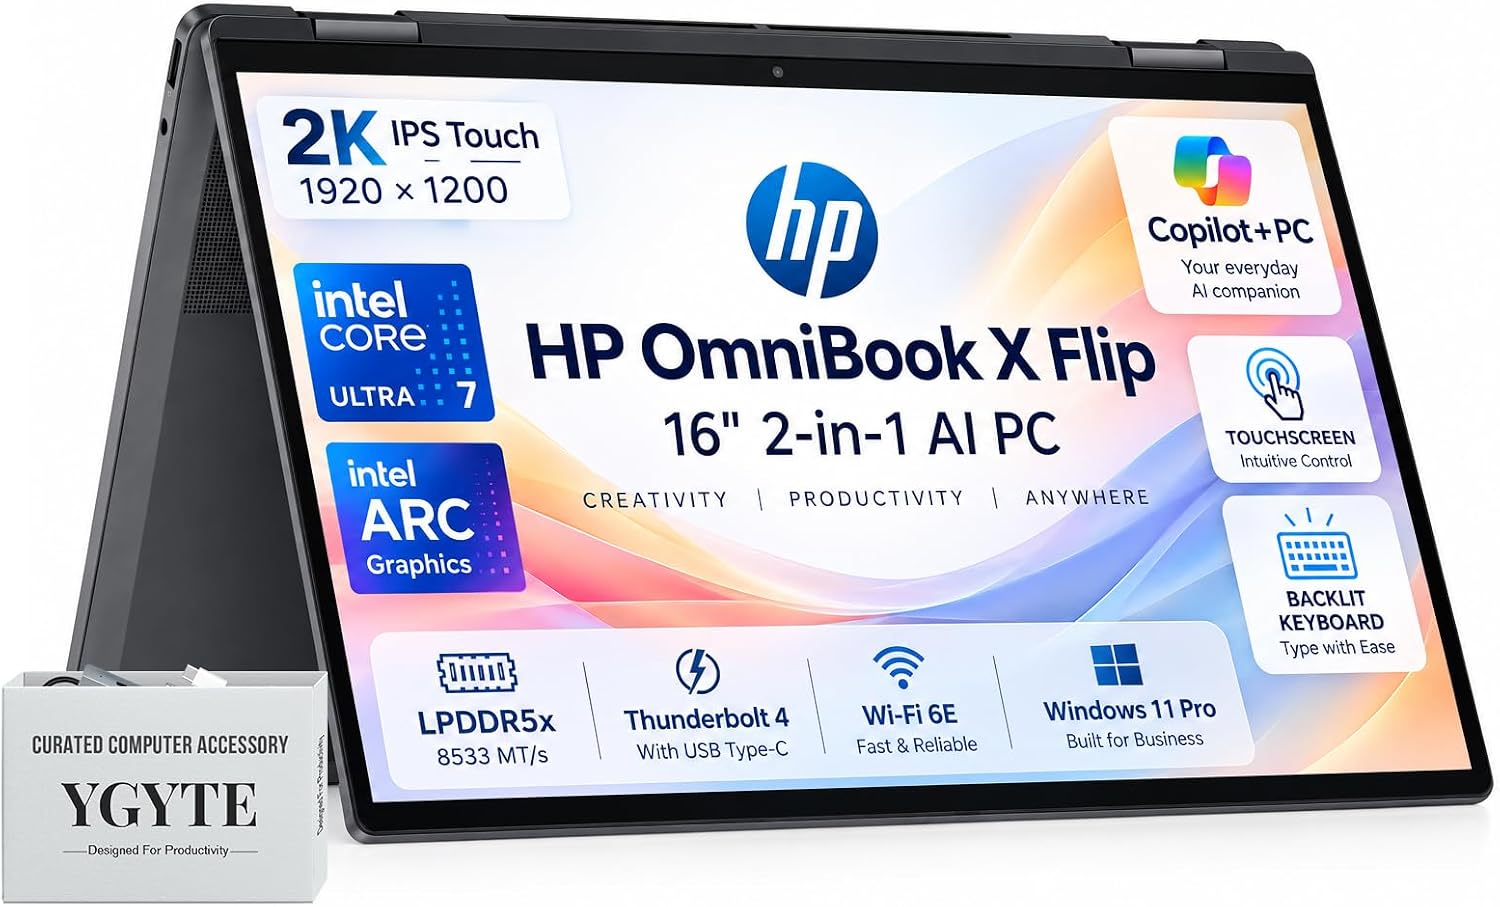 2K IPS Touch
1920 × 1200
intel
CORE
ULTRA 7
intel
ARC
Graphics
hp
HP OmniBook X Flip
16" 2-in-1 AI PC
CREATIVITY | PRODUCTIVITY | ANYWHERE
Copilot+PC
Your everyday
AI companion
TOUCHSCREEN
Intuitive Control
BACKLIT
KEYBOARD
Type with Ease
LPDDR5x
8533 MT/s
Thunderbolt 4
With USB Type-C
Wi-Fi 6E
Fast & Reliable
Windows 11 Pro
Built for Business
CURATED COMPUTER ACCESSORY
YGYTE
Designed For Productivity
Designed For Productivity